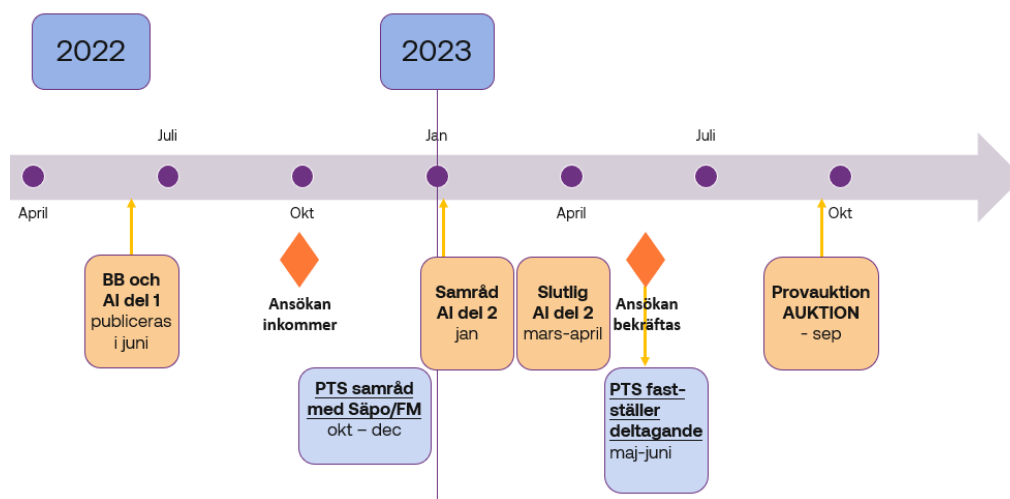 2022
2023
Juli
Jan
Juli
April
Okt
April
Okt
BB och
AI del 1
publiceras
i juni
Ansökan
inkommer
Samråd
AI del 2
jan
Slutlig
AI del 2
mars-april
Ansökan
bekräftas
Provauktion
AUKTION
- sep
PTS samråd
med Säpo/FM
okt – dec
PTS fast-
ställer
deltagande
maj-juni